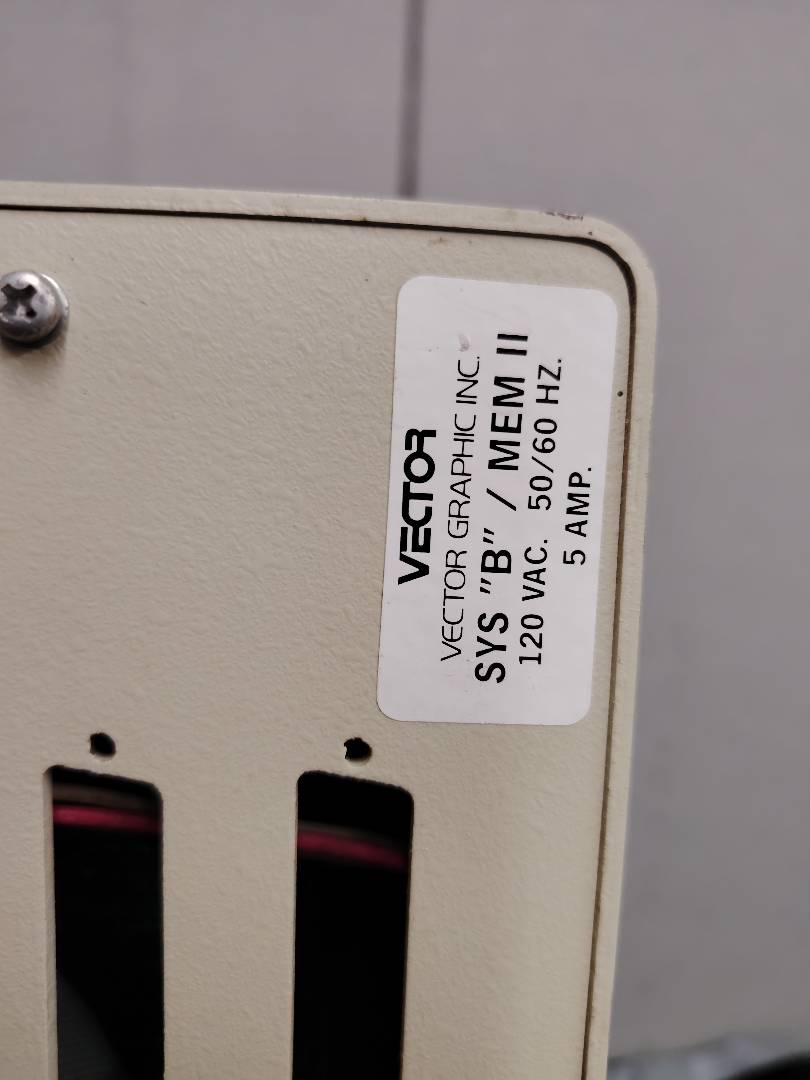 VECTOR
VECTOR GRAPHIC INC.
SYS "B" / MEM II
120 VAC. 50/60 HZ.
5 AMP.